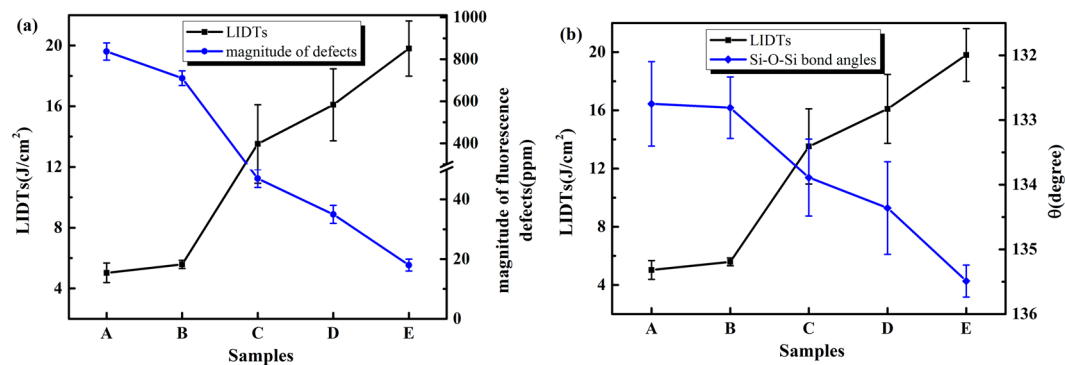 (a)
LIDTs
magnitude of defects
20
16
12
8
4
LIDTs(J/cm²)
1000
800
600
400
40
20
0
magnitude of fluorescence
defects(ppm)
A B C D E
Samples
(b)
LIDTs
Si-O-Si bond angles
20
16
12
8
4
LIDTs(J/cm²)
132
133
134
135
136
θ(degree)
A B C D E
Samples